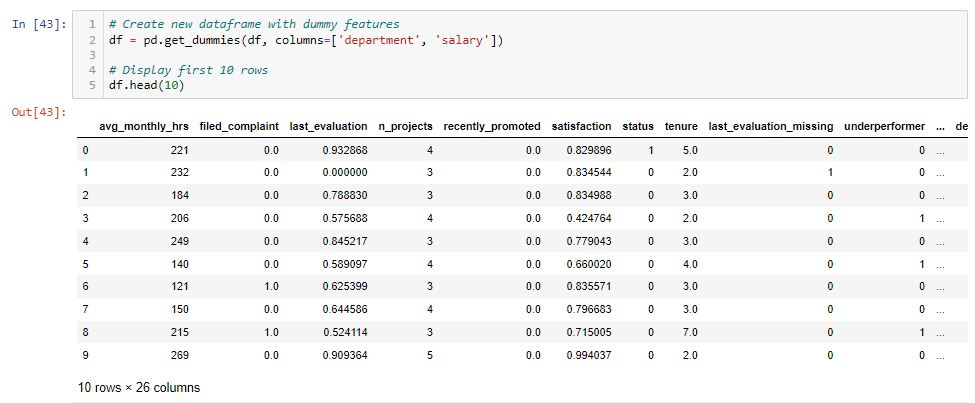 In [43]:
1 # Create new dataframe with dummy features
2 df = pd.get_dummies(df, columns=['department', 'salary'])
3
4 # Display first 10 rows
5 df.head(10)
Out[43]:
avg_monthly_hrs filed_complaint last_evaluation n_projects recently_promoted satisfaction status tenure last_evaluation_missing underperformer ... de
0 221 0.0 0.932868 4 0.0 0.829896 1 5.0 0 0 ...
1 232 0.0 0.000000 3 0.0 0.834544 0 2.0 1 0 ...
2 184 0.0 0.788830 3 0.0 0.834988 0 3.0 0 0 ...
3 206 0.0 0.575688 4 0.0 0.424764 0 2.0 0 1 ...
4 249 0.0 0.845217 3 0.0 0.779043 0 3.0 0 0 ...
5 140 0.0 0.589097 4 0.0 0.660020 0 4.0 0 1 ...
6 121 1.0 0.625399 3 0.0 0.835571 0 3.0 0 0 ...
7 150 0.0 0.644586 4 0.0 0.796683 0 3.0 0 0 ...
8 215 1.0 0.524114 3 0.0 0.715005 0 7.0 0 1 ...
9 269 0.0 0.909364 5 0.0 0.994037 0 2.0 0 0 ...
10 rows × 26 columns